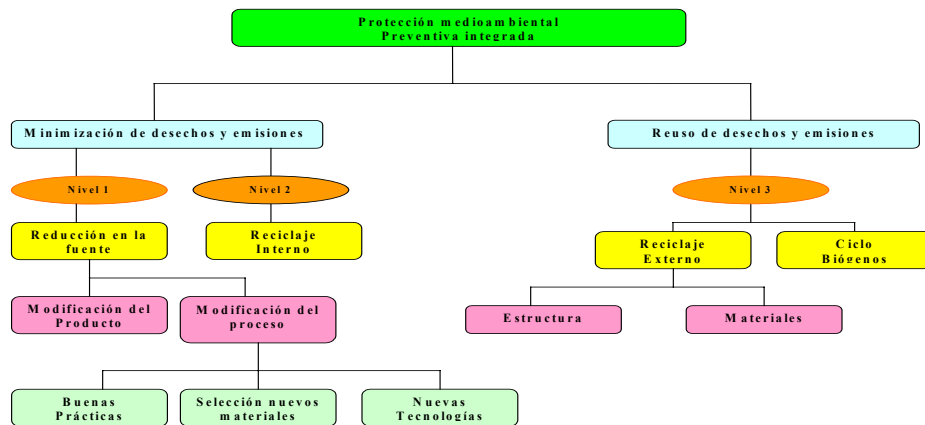 Protección medioambiental
Preventiva integrada
Minimización de desechos y emisiones
Reuso de desechos y emisiones
Nivel 1
Nivel 2
Nivel 3
Reducción en la
fuente
Reciclaje
Interno
Reciclaje
Externo
Ciclo
Biógenos
Modificación del
Producto
Modificación del
proceso
Estructura
Materiales
Buenas
Prácticas
Selección nuevos
materiales
Nuevas
Tecnologías